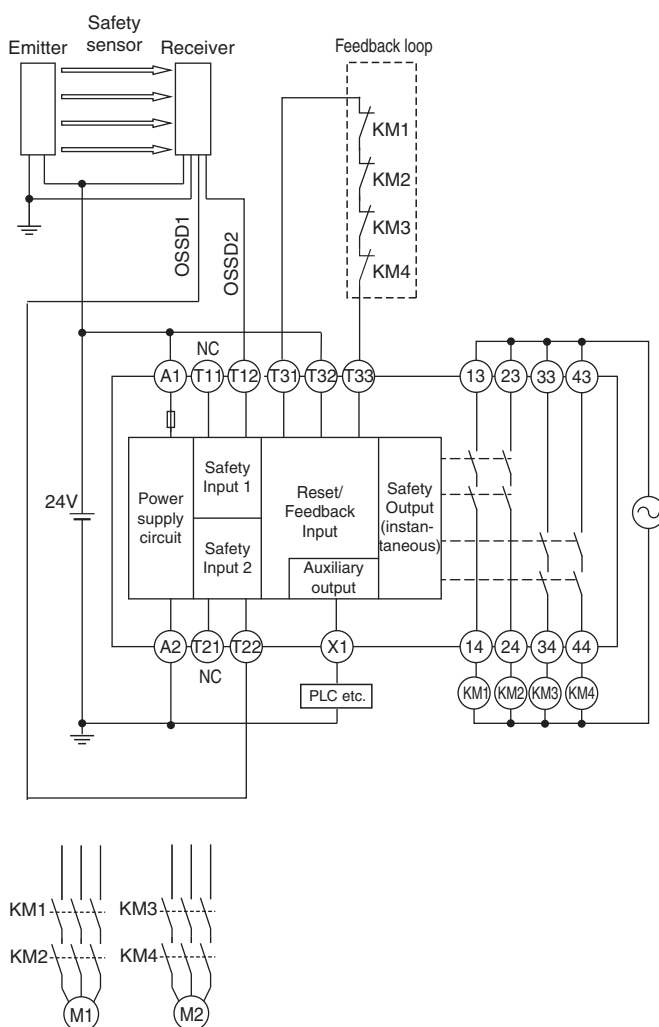 Safety
sensor
Emitter
Receiver
Feedback loop
KM1
KM2
KM3
KM4
OSSD1
OSSD2
NC
A1
T11
T12
T31
T32
T33
13
23
33
43
24V
Power
supply
circuit
Safety
Input 1
Safety
Input 2
Reset/
Feedback
Input
Auxiliary
output
Safety
Output
(instan-
taneous)
A2
T21
T22
X1
14
24
34
44
NC
PLC etc.
KM1
KM2
KM3
KM4
KM1
KM2
M1
KM3
KM4
M2